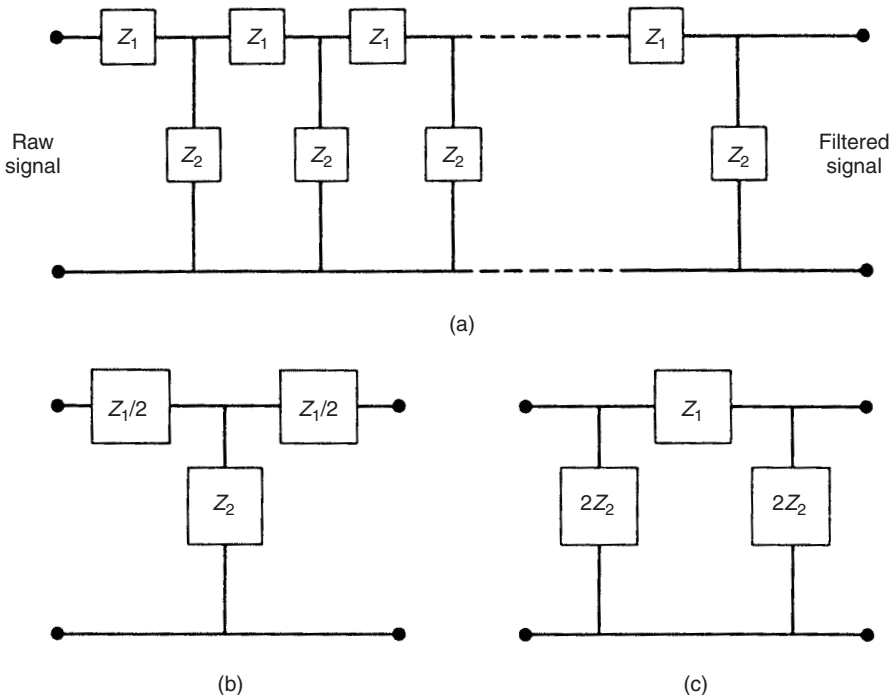 Z1 Z1 Z1 Z1
Raw signal
Z2 Z2 Z2 Z2
Filtered signal
(a)
Z1/2 Z1/2
Z2
(b)
Z1
2Z2 2Z2
(c)